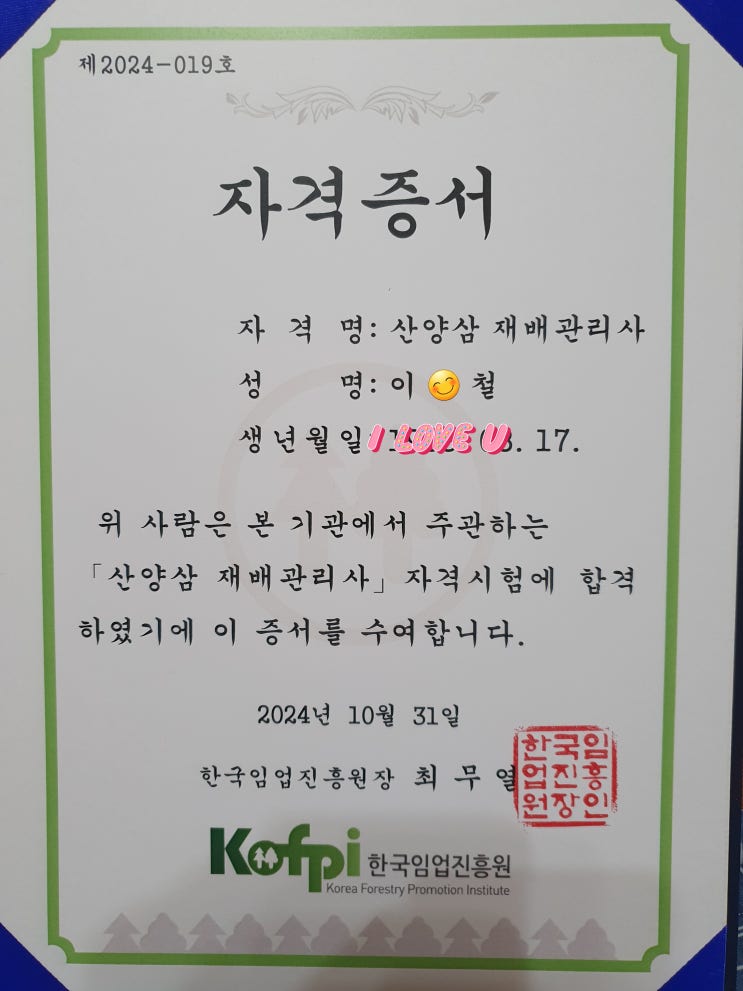 제2024-019호
자격증서
자 격 명: 산양삼 재배관리사
성 명: 이 철
생년월일 I LOVE U 17.
위 사람은 본 기관에서 주관하는
「산양삼 재배관리사」 자격시험에 합격
하였기에 이 증서를 수여합니다.
2024년 10월 31일
한국임업진흥원장 최 무 열
한국임
업진흥
원장인
Kofpi 한국임업진흥원
Korea Forestry Promotion Institute